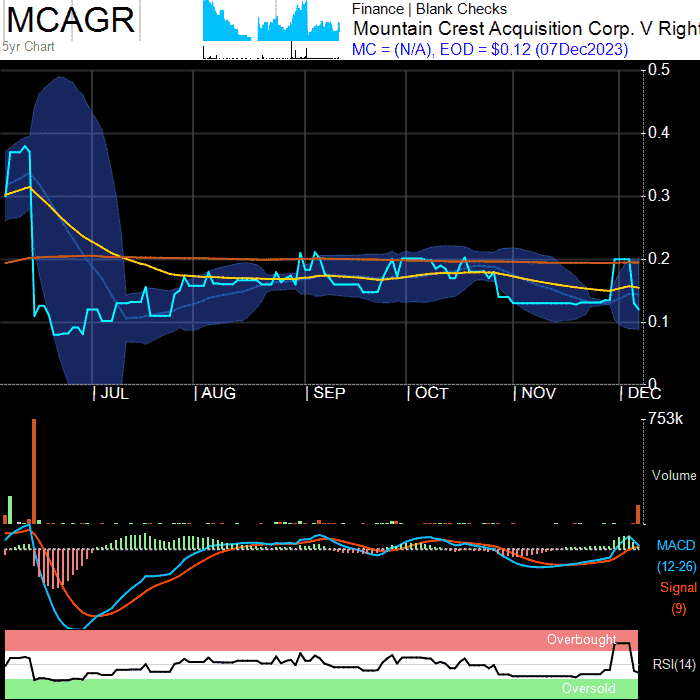 MCAGR
5yr Chart
Finance | Blank Checks
Mountain Crest Acquisition Corp. V Right
MC = (N/A), EOD = $0.12 (07Dec2023)
0.5
0.4
0.3
0.2
0.1
0
JUL AUG SEP OCT NOV DEC
753k
Volume
MACD
(12-26)
Signal
(9)
Overbought
RSI(14)
Oversold